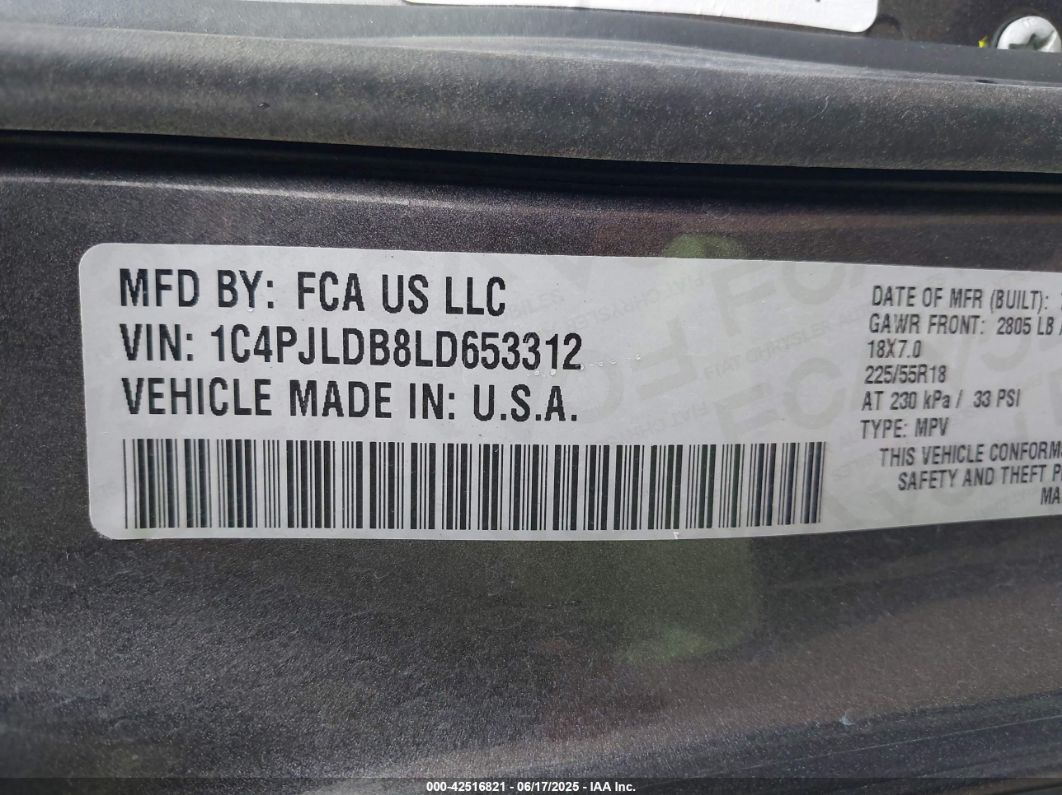 MFD BY: FCA US LLC
VIN: 1C4PJLDB8LD653312
VEHICLE MADE IN: U.S.A.
DATE OF MFR (BUILT):
GAWR FRONT: 2805 LB
18X7.0
225/55R18
AT 230 kPa / 33 PSI
TYPE: MPV
THIS VEHICLE CONFORMS
SAFETY AND THEFT
000-42516821 - 06/17/2025 - IAA Inc.